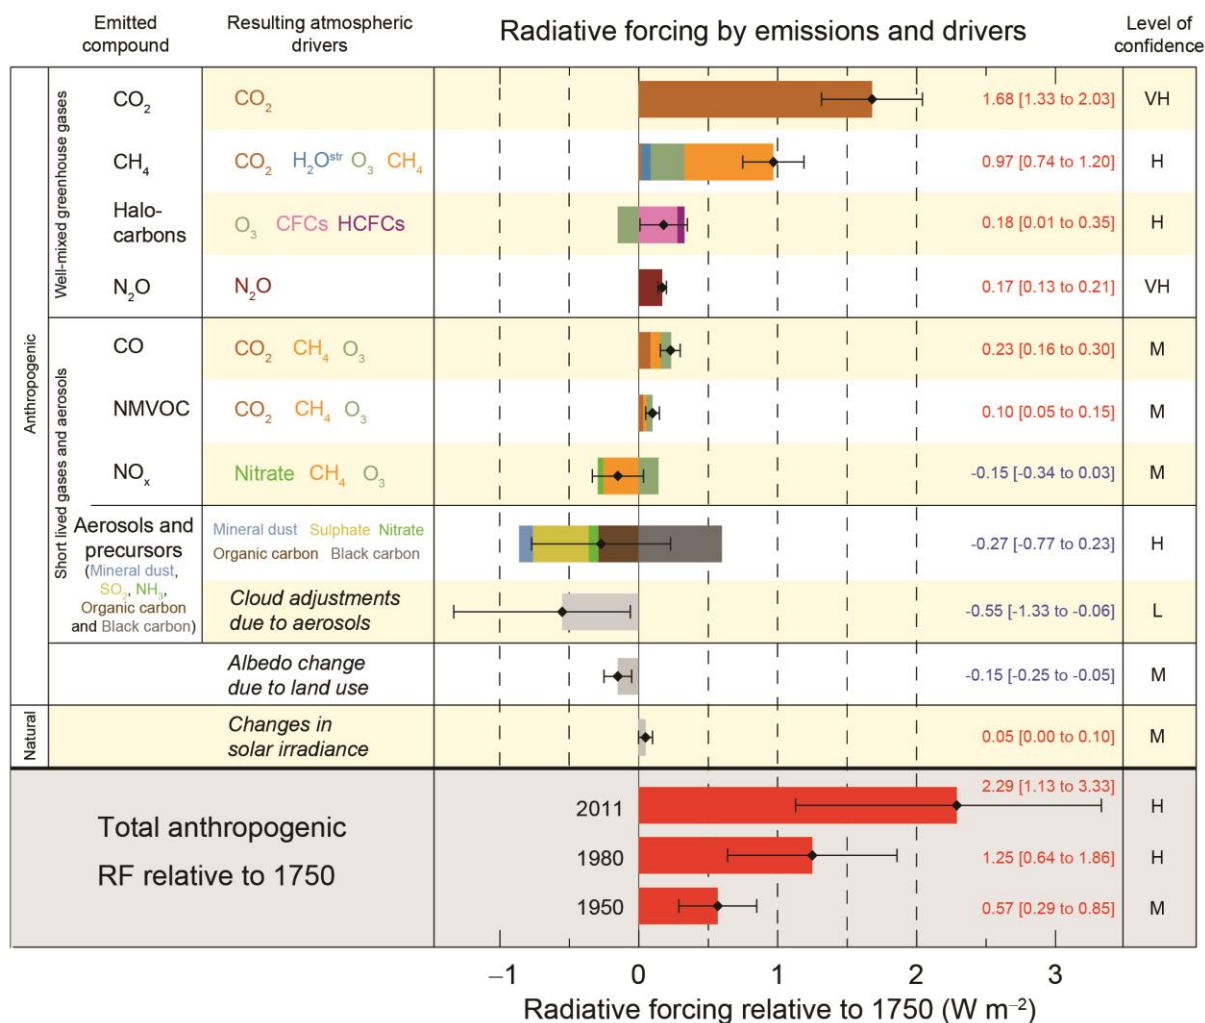 Emitted compound
Resulting atmospheric drivers
Radiative forcing by emissions and drivers
Level of confidence
Anthropogenic
Well-mixed greenhouse gases
CO₂
CO₂
1.68 [1.33 to 2.03]
VH
CH₄
CO₂ H₂Oˢᵗʳ O₃ CH₄
0.97 [0.74 to 1.20]
H
Halo-
carbons
O₃ CFCs HCFCs
0.18 [0.01 to 0.35]
H
N₂O
N₂O
0.17 [0.13 to 0.21]
VH
Short lived gases and aerosols
CO
CO₂ CH₄ O₃
0.23 [0.16 to 0.30]
M
NMVOC
CO₂ CH₄ O₃
0.10 [0.05 to 0.15]
M
NOₓ
Nitrate CH₄ O₃
-0.15 [-0.34 to 0.03]
M
Aerosols and
precursors
(Mineral dust,
SO₂, NH₃,
Organic carbon
and Black carbon)
Mineral dust Sulphate Nitrate
Organic carbon Black carbon
-0.27 [-0.77 to 0.23]
H
Cloud adjustments
due to aerosols
-0.55 [-1.33 to -0.06]
L
Albedo change
due to land use
-0.15 [-0.25 to -0.05]
M
Natural
Changes in
solar irradiance
0.05 [0.00 to 0.10]
M
Total anthropogenic
RF relative to 1750
2011
2.29 [1.13 to 3.33]
H
1980
1.25 [0.64 to 1.86]
H
1950
0.57 [0.29 to 0.85]
M
−1 0 1 2 3
Radiative forcing relative to 1750 (W m⁻²)